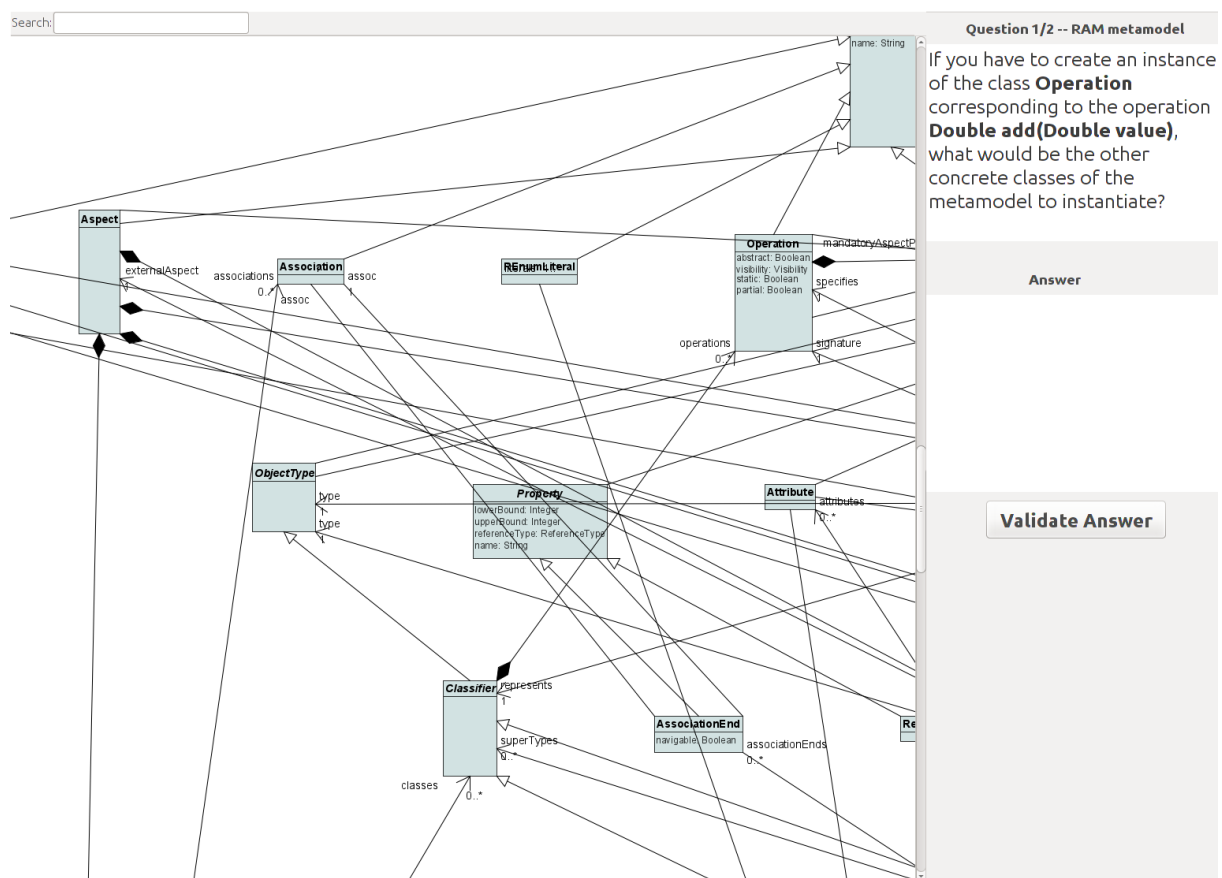 Search:
Question 1/2 -- RAM metamodel
If you have to create an instance
of the class Operation
corresponding to the operation
Double add(Double value),
what would be the other
concrete classes of the
metamodel to instantiate?
Answer
Validate Answer
name: String
Aspect
externalAspect
1
associations
0..*
Association
assoc
1
assoc
REnumLiteral
Operation
abstract: Boolean
visibility: Visibility
static: Boolean
partial: Boolean
mandatoryAspectP
specifies
1
operations
0..*
signature
1
ObjectType
type
1
type
1
Property
lowerBound: Integer
upperBound: Integer
referenceType: ReferenceType
name: String
Attribute
attributes
0..*
Classifier
represents
1
superTypes
0..*
classes
0..*
AssociationEnd
navigable: Boolean
associationEnds
0..*
Re